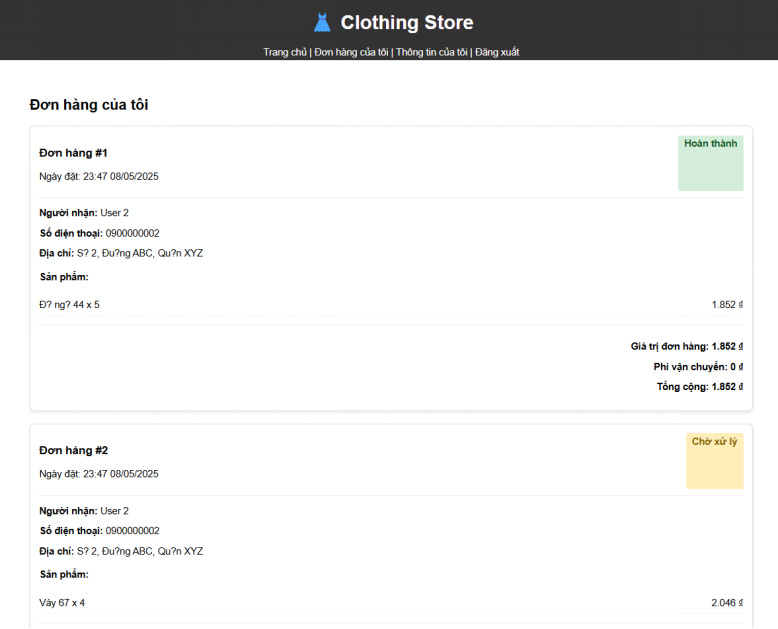 Clothing Store
Trang chủ | Đơn hàng của tôi | Thông tin của tôi | Đăng xuất
Đơn hàng của tôi
Đơn hàng #1
Hoàn thành
Ngày đặt: 23:47 08/05/2025
Người nhận: User 2
Số điện thoại: 0900000002
Địa chỉ: S? 2, Đu?ng ABC, Qu?n XYZ
Sản phẩm:
Đ? ng? 44 x 5 1.852 ₫
Giá trị đơn hàng: 1.852 ₫
Phí vận chuyển: 0 ₫
Tổng cộng: 1.852 ₫
Đơn hàng #2
Chờ xử lý
Ngày đặt: 23:47 08/05/2025
Người nhận: User 2
Số điện thoại: 0900000002
Địa chỉ: S? 2, Đu?ng ABC, Qu?n XYZ
Sản phẩm:
Váy 67 x 4 2.046 ₫